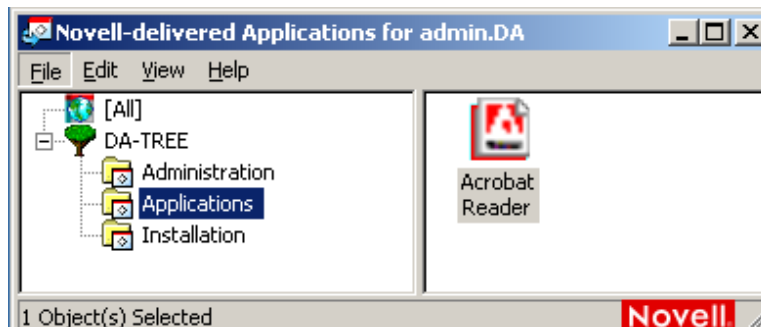 Novell-delivered Applications for admin.DA
File Edit View Help
[All]
DA-TREE
Administration
Applications
Installation
Acrobat
Reader
1 Object(s) Selected
Novell.